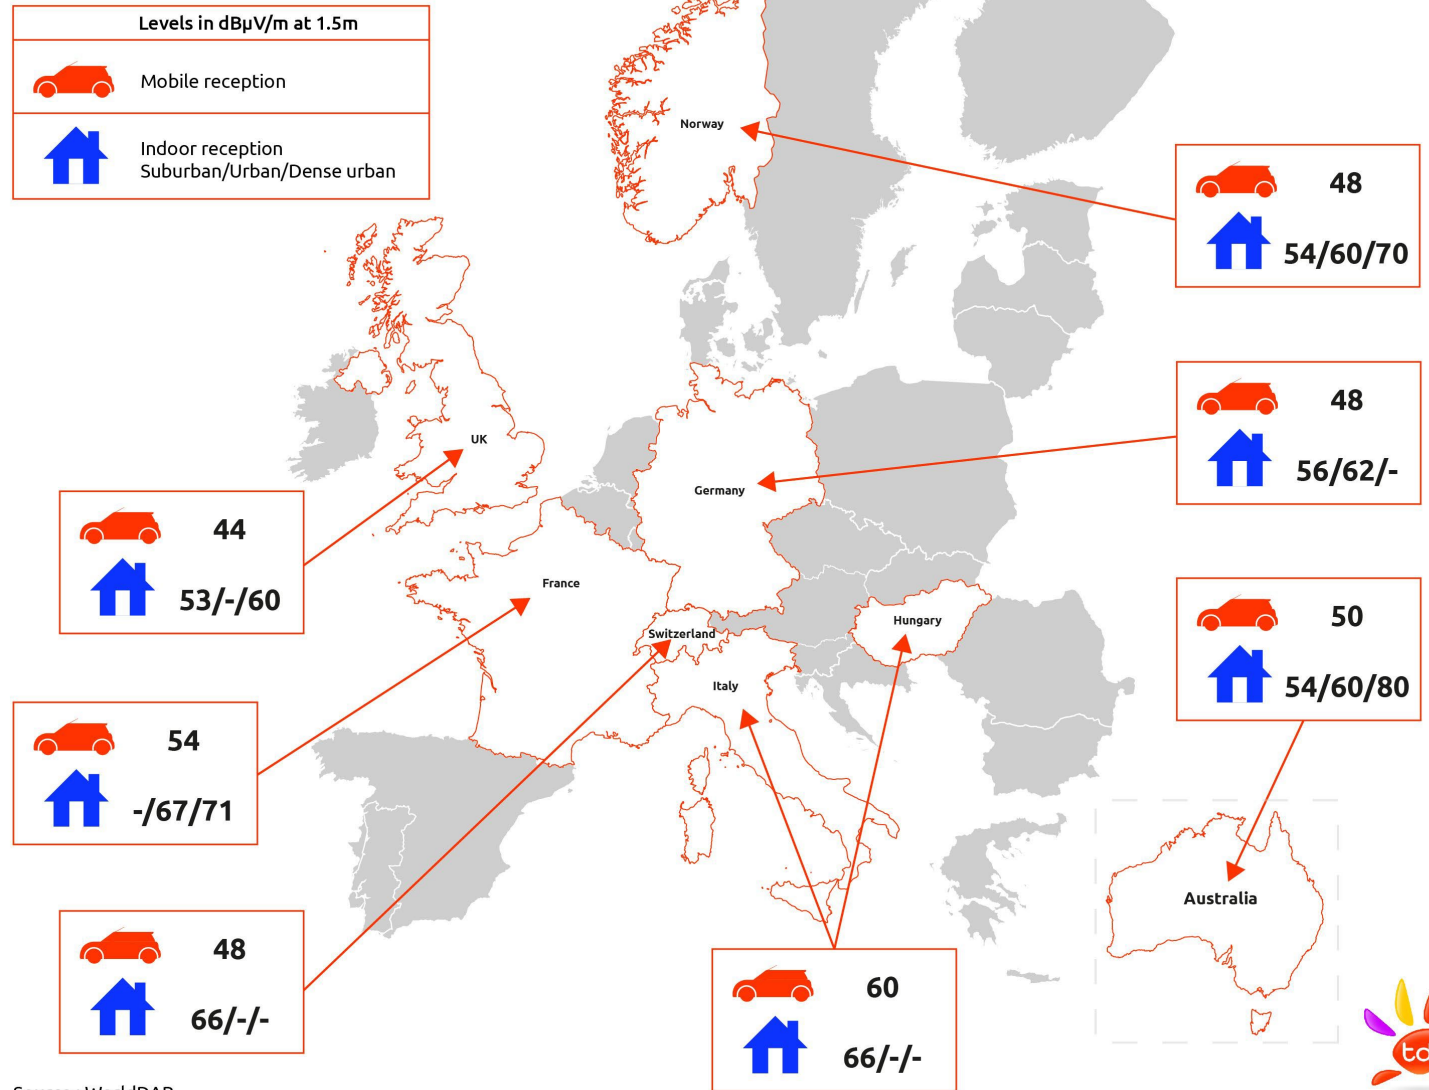 Levels in dBµV/m at 1.5m
Mobile reception
Indoor reception
Suburban/Urban/Dense urban
Norway
48
54/60/70
48
56/62/-
UK
Germany
44
53/-/60
France
Switzerland
Hungary
50
54/60/80
Italy
54
-/67/71
Australia
48
66/-/-
60
66/-/-